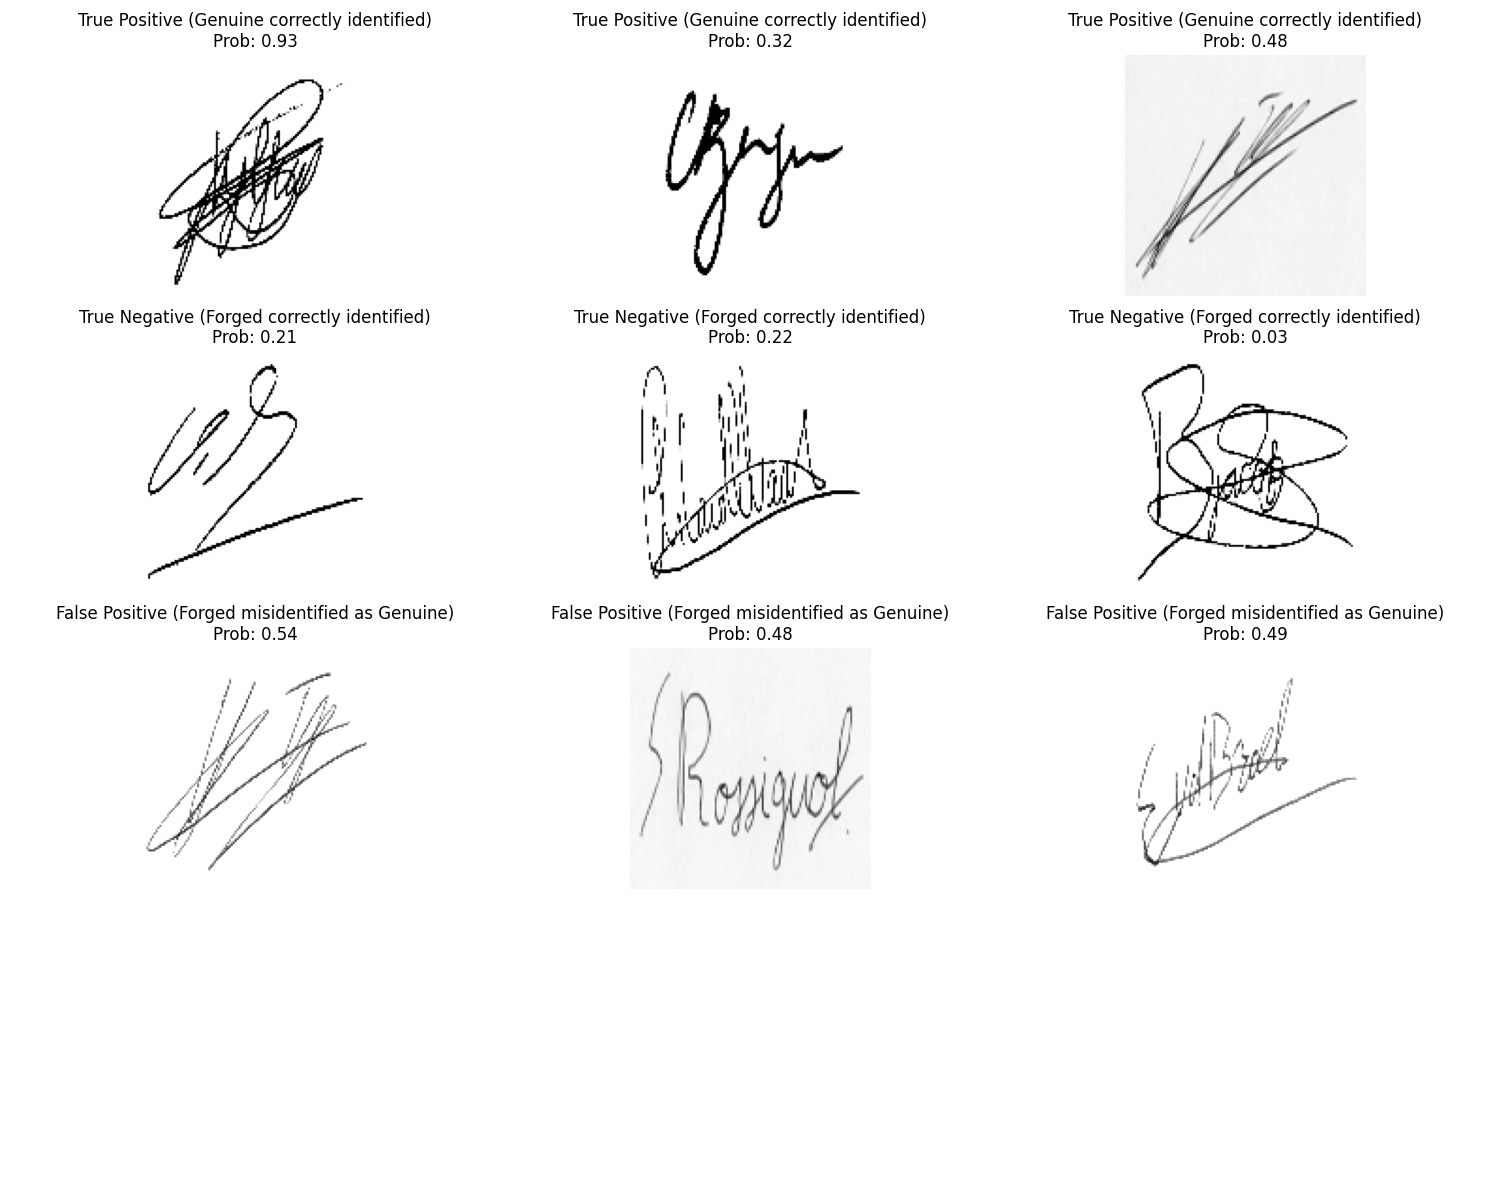 True Positive (Genuine correctly identified)
Prob: 0.93
True Positive (Genuine correctly identified)
Prob: 0.32
True Positive (Genuine correctly identified)
Prob: 0.48
True Negative (Forged correctly identified)
Prob: 0.21
True Negative (Forged correctly identified)
Prob: 0.22
True Negative (Forged correctly identified)
Prob: 0.03
False Positive (Forged misidentified as Genuine)
Prob: 0.54
False Positive (Forged misidentified as Genuine)
Prob: 0.48
Rossignol
False Positive (Forged misidentified as Genuine)
Prob: 0.49